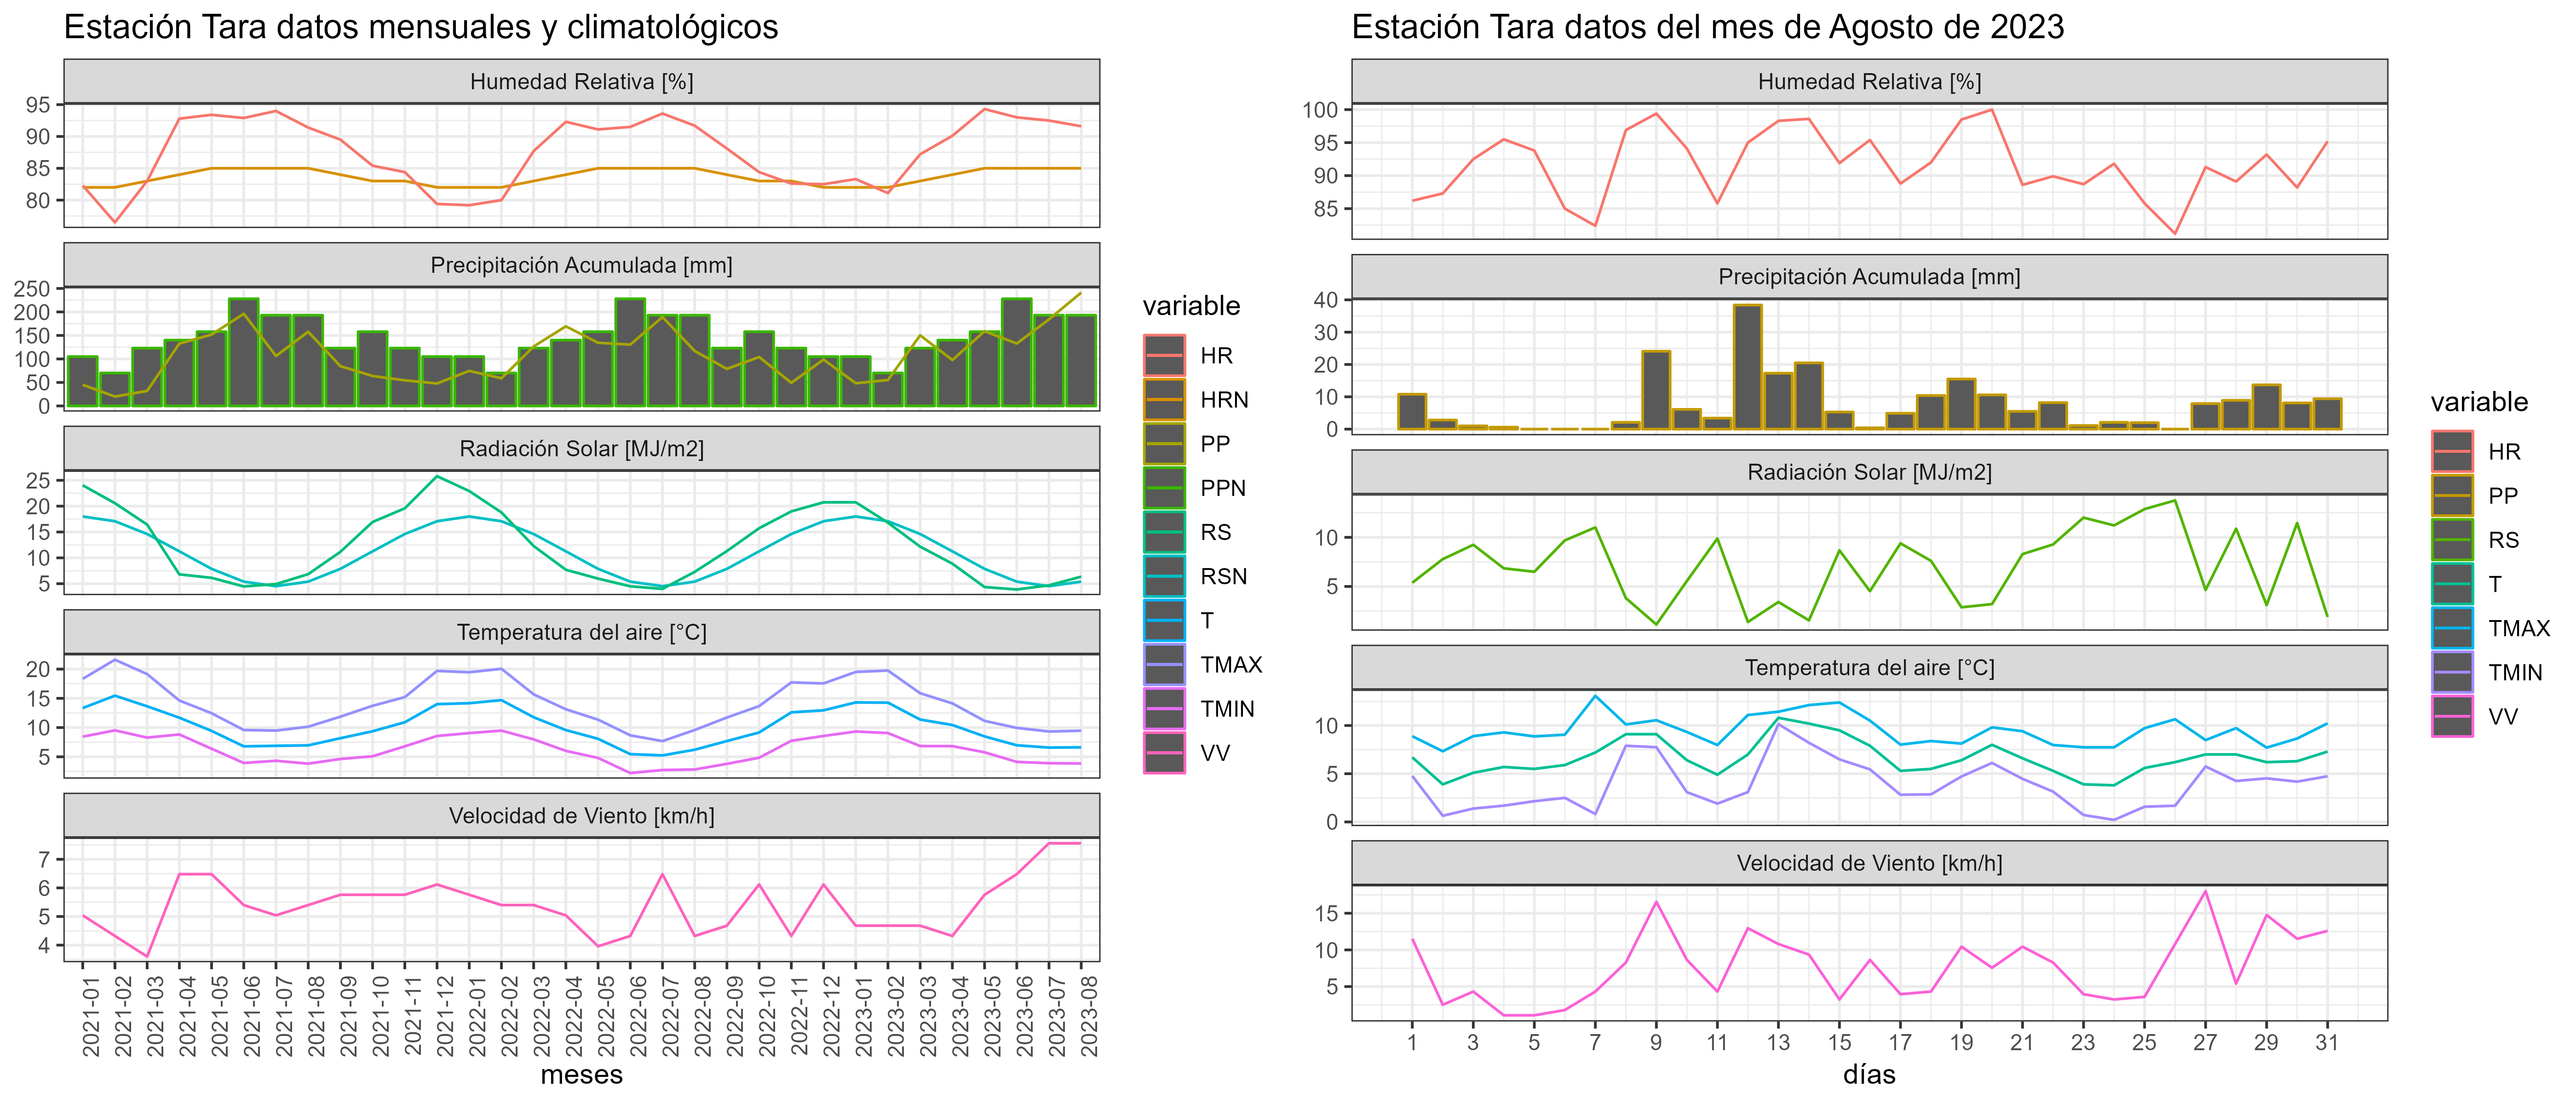 Estación Tara datos mensuales y climatológicos
Humedad Relativa [%]
95
90
85
80
Precipitación Acumulada [mm]
250
200
150
100
50
0
Radiación Solar [MJ/m2]
25
20
15
10
5
Temperatura del aire [°C]
20
15
10
5
Velocidad de Viento [km/h]
7
6
5
4
2021-01
2021-02
2021-03
2021-04
2021-05
2021-06
2021-07
2021-08
2021-09
2021-10
2021-11
2021-12
2022-01
2022-02
2022-03
2022-04
2022-05
2022-06
2022-07
2022-08
2022-09
2022-10
2022-11
2022-12
2023-01
2023-02
2023-03
2023-04
2023-05
2023-06
2023-07
2023-08
meses
variable
HR
HRN
PP
PPN
RS
RSN
T
TMAX
TMIN
VV
Estación Tara datos del mes de Agosto de 2023
Humedad Relativa [%]
100
95
90
85
Precipitación Acumulada [mm]
40
30
20
10
0
Radiación Solar [MJ/m2]
10
5
Temperatura del aire [°C]
10
5
0
Velocidad de Viento [km/h]
15
10
5
1 3 5 7 9 11 13 15 17 19 21 23 25 27 29 31
días
variable
HR
PP
RS
T
TMAX
TMIN
VV